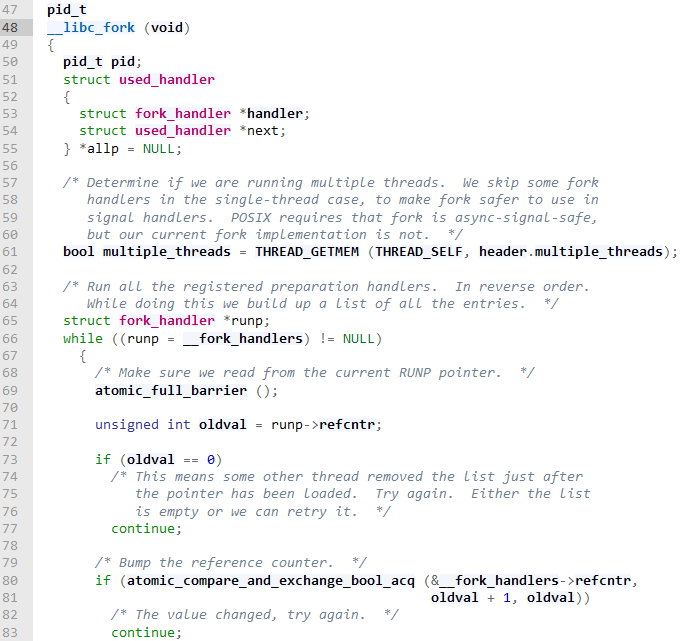 47 pid_t
48 __libc_fork (void)
49 {
50 pid_t pid;
51 struct used_handler
52 {
53 struct fork_handler *handler;
54 struct used_handler *next;
55 } *allp = NULL;
56
57 /* Determine if we are running multiple threads.  We skip some fork
58 handlers in the single-thread case, to make fork safer to use in
59 signal handlers.  POSIX requires that fork is async-signal-safe,
60 but our current fork implementation is not.  */
61 bool multiple_threads = THREAD_GETMEM (THREAD_SELF, header.multiple_threads);
62
63 /* Run all the registered preparation handlers.  In reverse order.
64 While doing this we build up a list of all the entries.  */
65 struct fork_handler *runp;
66 while ((runp = __fork_handlers) != NULL)
67 {
68 /* Make sure we read from the current RUNP pointer.  */
69 atomic_full_barrier ();
70
71 unsigned int oldval = runp->refcntr;
72
73 if (oldval == 0)
74 /* This means some other thread removed the list just after
75 the pointer has been loaded.  Try again.  Either the list
76 is empty or we can retry it.  */
77 continue;
78
79 /* Bump the reference counter.  */
80 if (atomic_compare_and_exchange_bool_acq (&__fork_handlers->refcntr,
81 oldval + 1, oldval))
82 /* The value changed, try again.  */
83 continue;